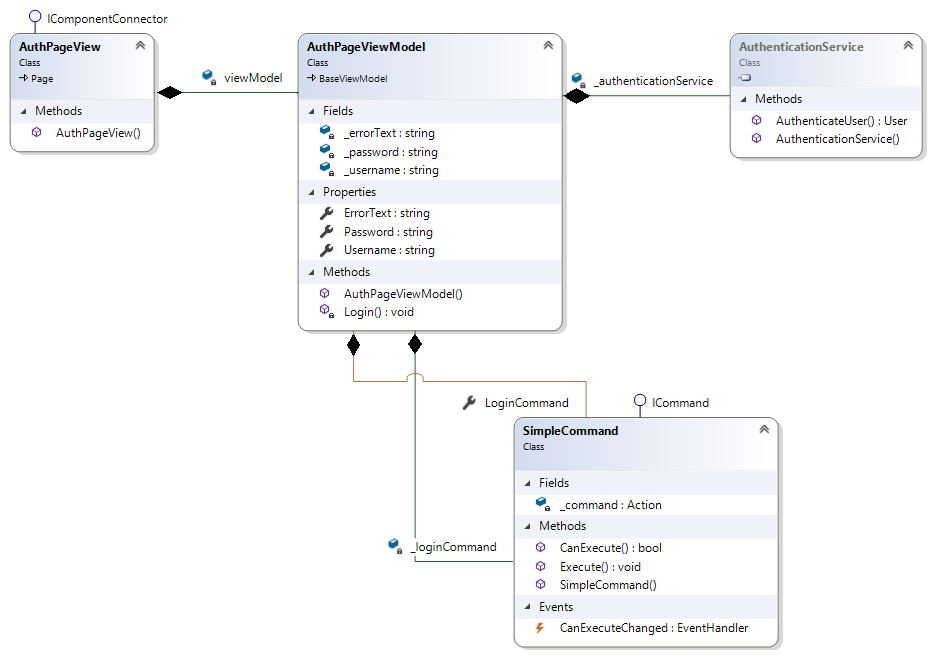 IComponentConnector
AuthPageView
Class
Page
Methods
AuthPageView()
viewModel
AuthPageViewModel
Class
BaseViewModel
Fields
_errorText : string
_password : string
_username : string
Properties
ErrorText : string
Password : string
Username : string
Methods
AuthPageViewModel()
Login() : void
_authenticationService
AuthenticationService
Class
Methods
AuthenticateUser() : User
AuthenticationService()
LoginCommand
ICommand
_loginCommand
SimpleCommand
Class
Fields
_command : Action
Methods
CanExecute() : bool
Execute() : void
SimpleCommand()
Events
CanExecuteChanged : EventHandler